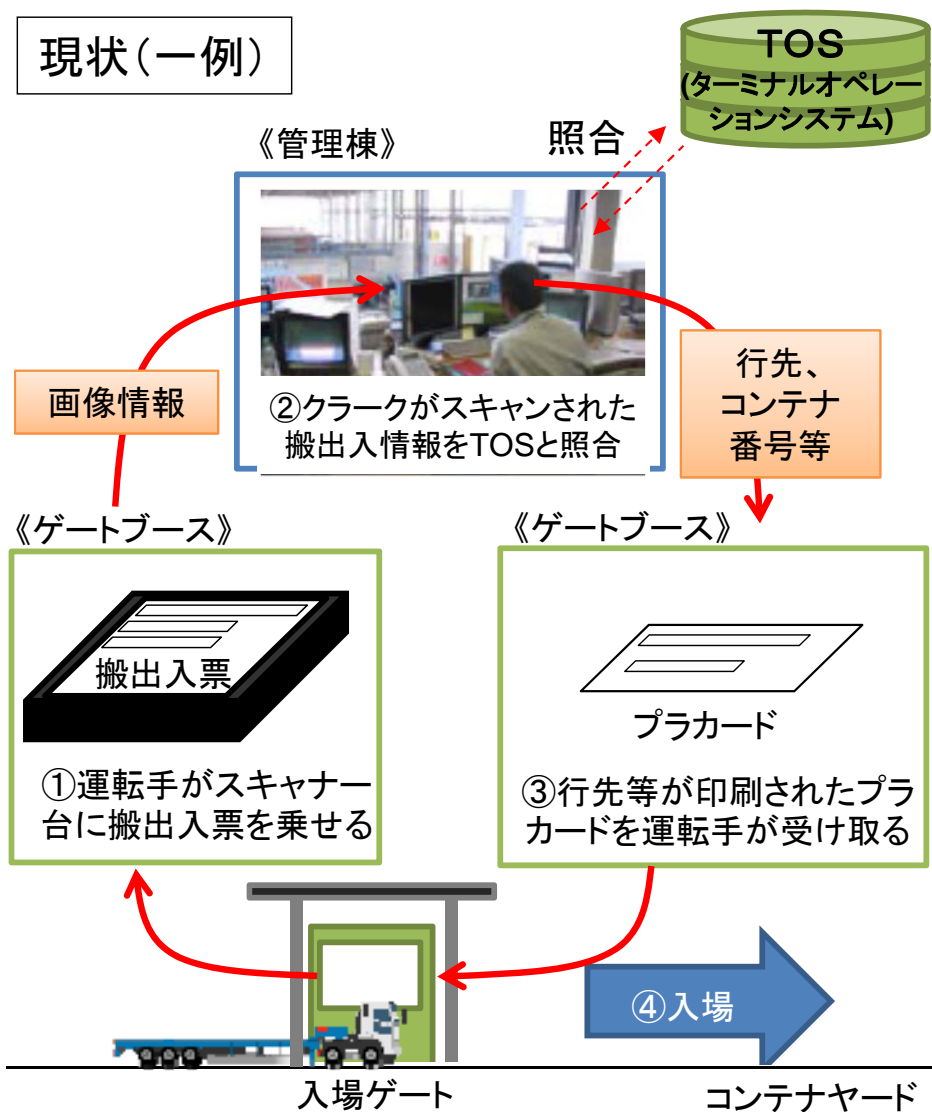 現状(一例)
TOS
(ターミナルオペレー
ションシステム)
照合
《管理棟》
②クラークがスキャンされた
搬出入情報をTOSと照合
画像情報
行先、
コンテナ
番号等
《ゲートブース》
搬出入票
①運転手がスキャナー
台に搬出入票を乗せる
《ゲートブース》
プラカード
③行先等が印刷されたプラ
カードを運転手が受け取る
④入場
入場ゲート
コンテナヤード